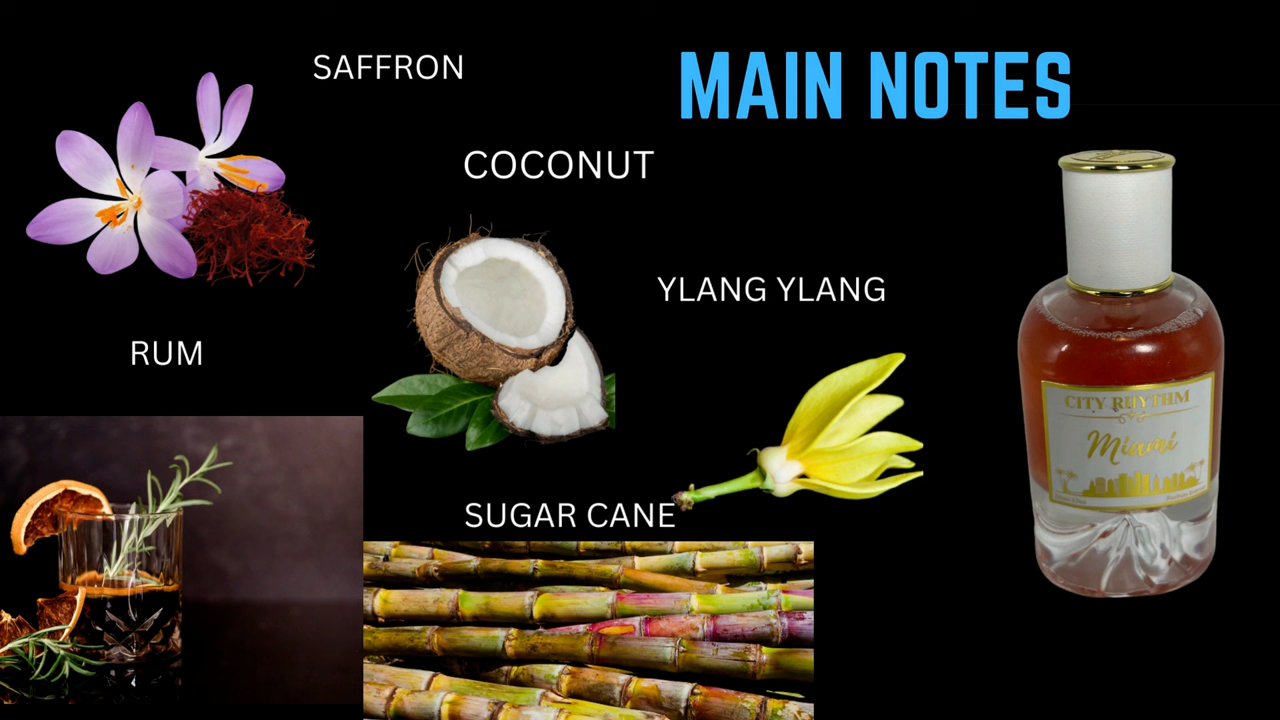 SAFFRON
MAIN NOTES
COCONUT
YLANG YLANG
RUM
SUGAR CANE
CITY RHYTHM
Miami